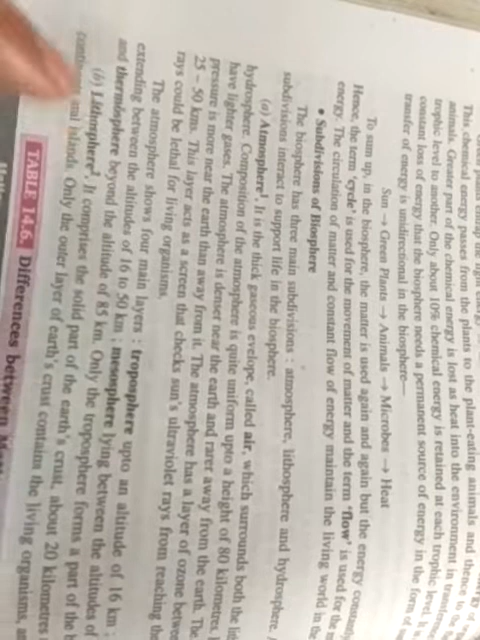 This chemical energy passes from the plants to the plant-eating animals and thence to the
animals. Greater part of the chemical energy is lost as heat into the environment in
trophic level to another. Only about 10% chemical energy is retained at each trophic level. It
constant loss of energy that the biosphere needs a permanent source of energy in the form of
transfer of energy is unidirectional in the biosphere—
Sun → Green Plants → Animals → Microbes → Heat
To sum up, in the biosphere, the matter is used again and again but the energy
Hence, the term 'cycle' is used for the movement of matter and the term 'flow' is used for the
energy. The circulation of matter and constant flow of energy maintain the living world in the
• Subdivisions of Biosphere
The biosphere has three main subdivisions : atmosphere, lithosphere and hydrosphere.
subdivisions interact to support life in the biosphere.
(a) Atmosphere¹. It is the thick gaseous evelope, called air, which surrounds both the
hydrosphere. Composition of the atmosphere is quite uniform upto a height of 80 kilometres.
have lighter gases. The atmosphere is denser near the earth and rarer away from the earth. The
pressure is more near the earth than away from it. The atmosphere has a layer of ozone
25 – 50 kms. This layer acts as a screen that checks sun's ultraviolet rays from reaching the
rays could be lethal for living organisms.
The atmosphere shows four main layers : troposphere upto an altitude of 16 km ;
extending between the altitudes of 16 to 50 km ; mesosphere lying between the altitudes of
and thermosphere beyond the altitude of 85 km. Only the troposphere forms a part of the
(b) Lithosphere². It comprises the solid part of the earth's crust, about 20 kilometres
islands. Only the outer layer of earth's crust contains the living organisms,
TABLE 14.6. Differences between